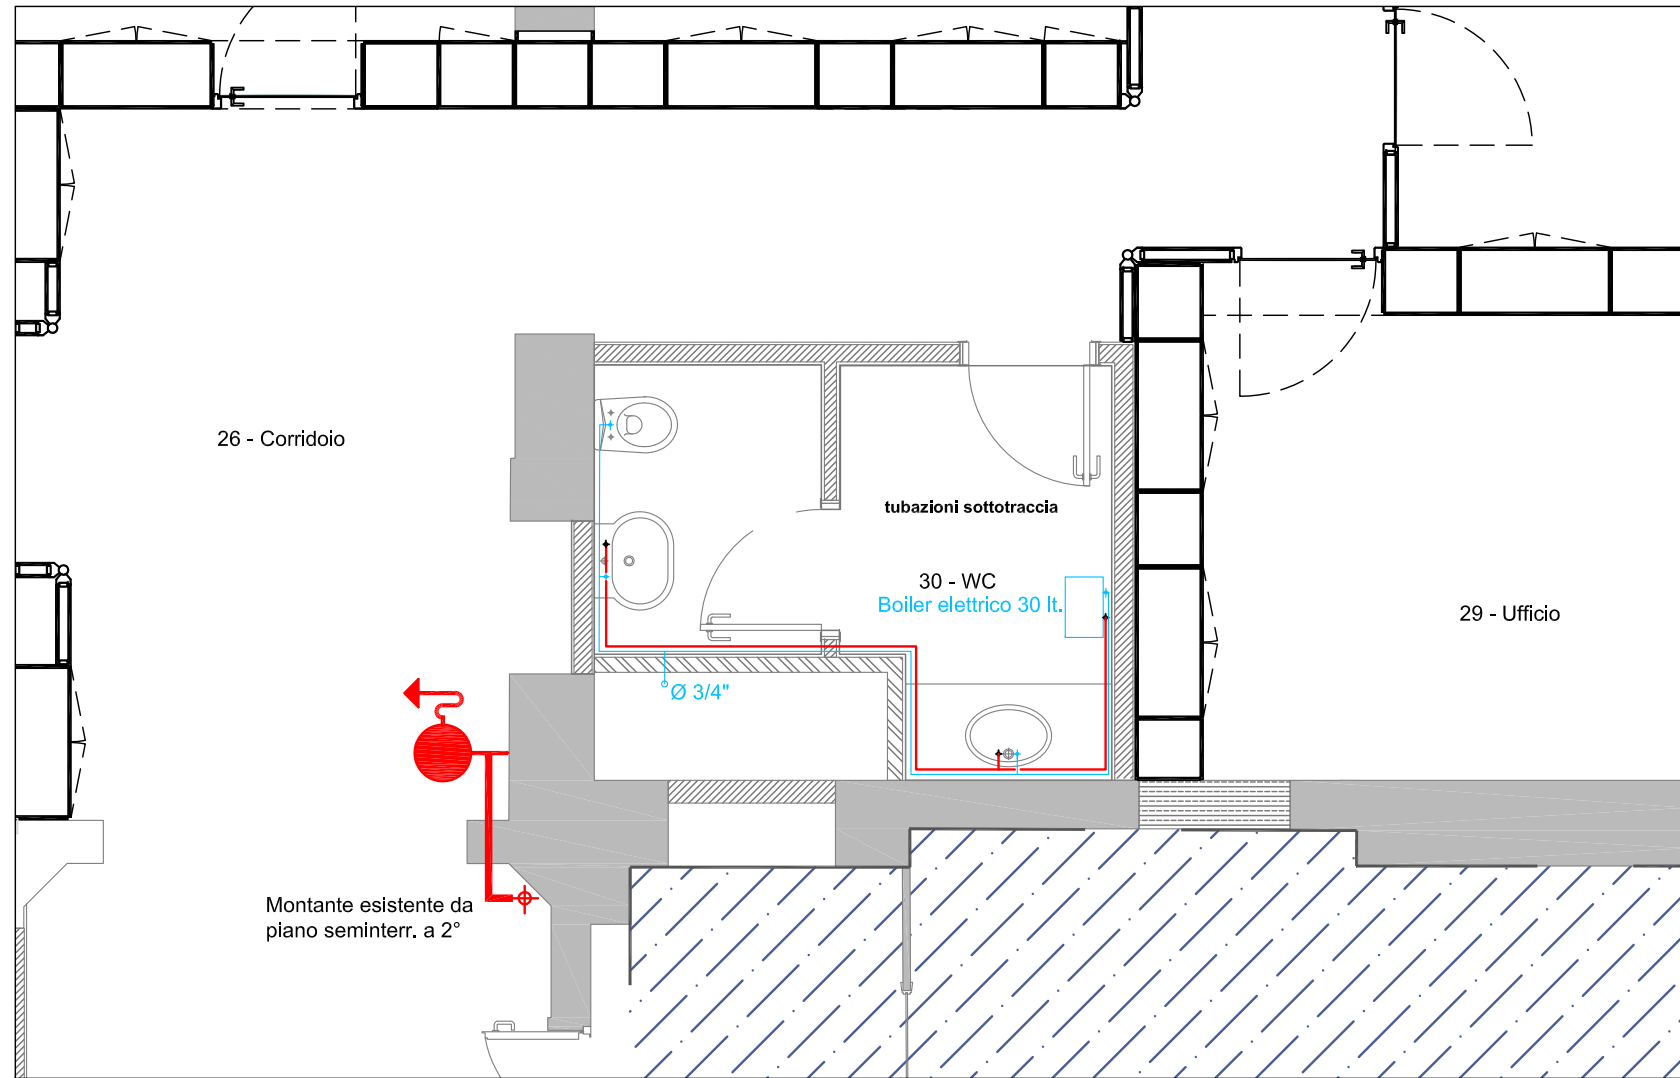 26 - Corridoio
tubazioni sottotraccia
30 - WC
Boiler elettrico 30 lt.
29 - Ufficio
Ø 3/4"
Montante esistente da
piano seminterr. a 2°